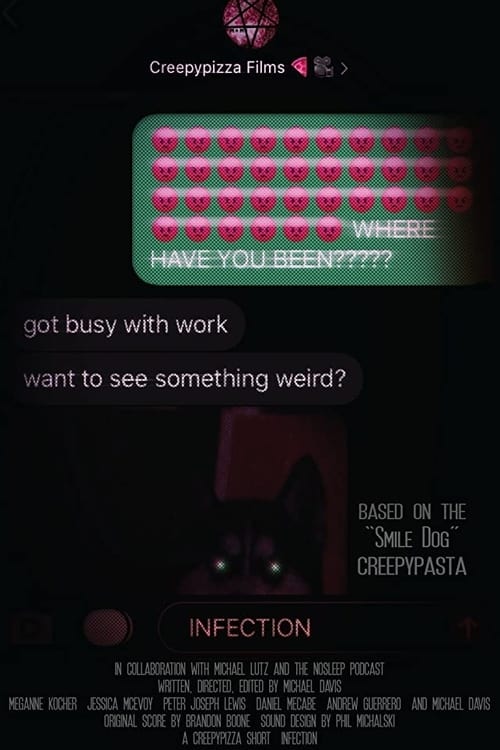 Creepypizza Films 🍕 🎥 >
😡😡😡😡😡😡😡😡😡😡
😡😡😡😡😡😡😡😡😡😡
😡😡😡😡😡😡😡😡😡😡
😡😡😡😡😡😡 WHERE
HAVE YOU BEEN?????
got busy with work
want to see something weird?
BASED ON THE
"SMILE DOG"
CREEPYPASTA
INFECTION
IN COLLABORATION WITH MICHAEL LUTZ AND THE NOSLEEP PODCAST
WRITTEN, DIRECTED, EDITED BY MICHAEL DAVIS
MEGANNE KOCHER JESSICA MCEVOY PETER JOSEPH LEWIS DANIEL MECABE ANDREW GUERRERO AND MICHAEL DAVIS
ORIGINAL SCORE BY BRANDON BOONE SOUND DESIGN BY PHIL MICHALSKI
A CREEPYPIZZA SHORT INFECTION